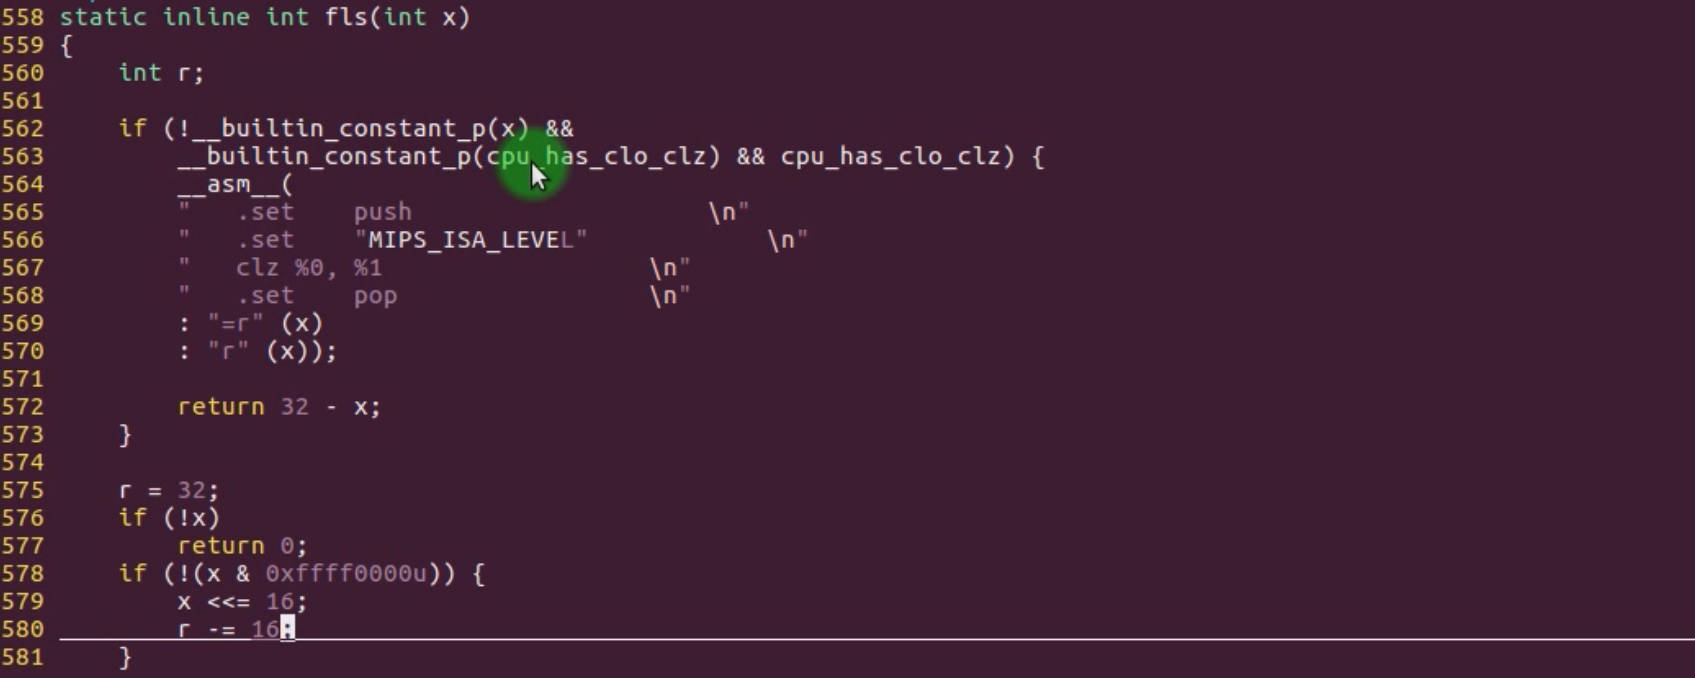 558 static inline int fls(int x)
559 {
560     int r;
561
562     if (!__builtin_constant_p(x) &&
563         __builtin_constant_p(cpu_has_clo_clz) && cpu_has_clo_clz) {
564         __asm__(
565         "   .set    push                    \n"
566         "   .set    "MIPS_ISA_LEVEL"            \n"
567         "   clz %0, %1                  \n"
568         "   .set    pop                 \n"
569         : "=r" (x)
570         : "r" (x));
571
572         return 32 - x;
573     }
574
575     r = 32;
576     if (!x)
577         return 0;
578     if (!(x & 0xffff0000u)) {
579         x <<= 16;
580         r -= 16;
581     }